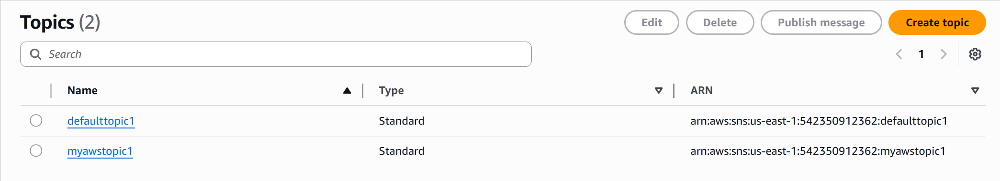 Topics (2)
Edit
Delete
Publish message
Create topic
Search
1
Name
Type
ARN
defaulttopic1
Standard
arn:aws:sns:us-east-1:542350912362:defaulttopic1
myawstopic1
Standard
arn:aws:sns:us-east-1:542350912362:myawstopic1